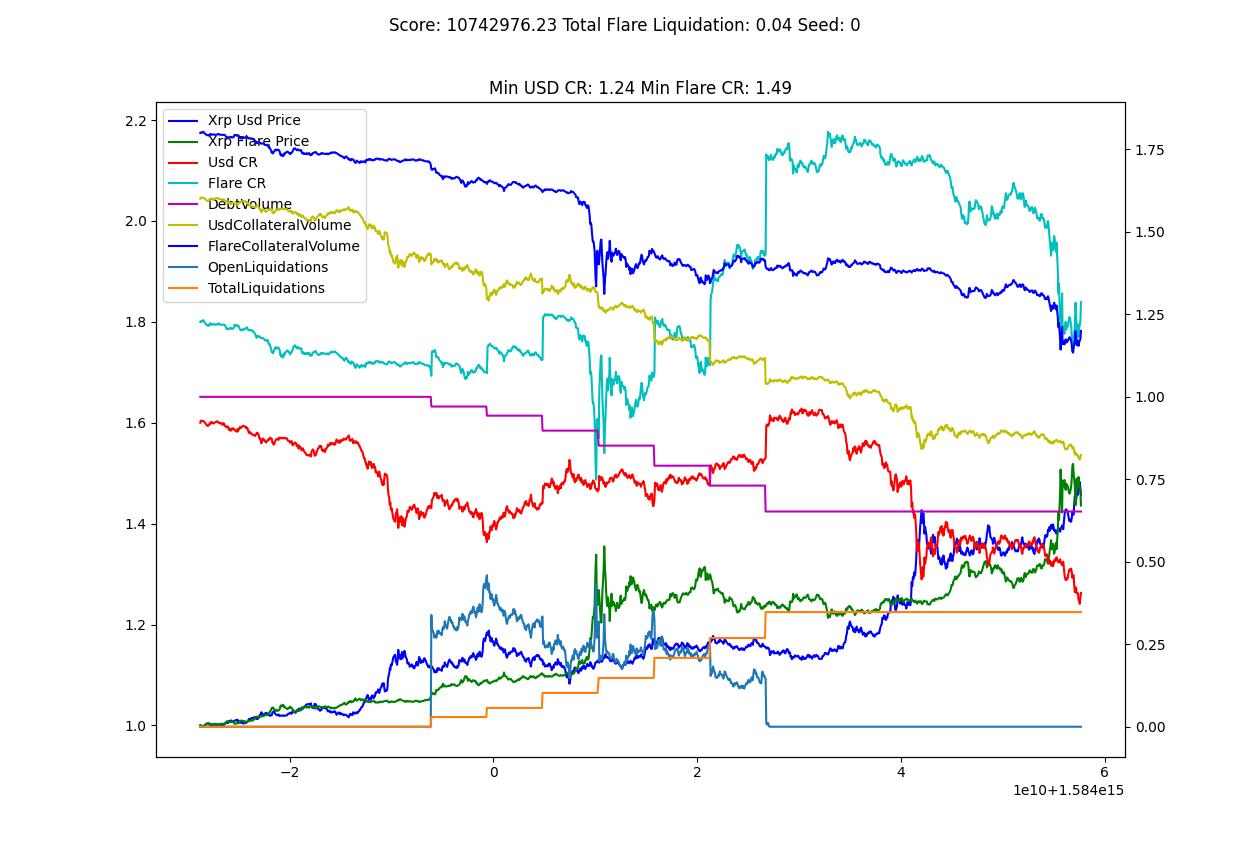 Score: 10742976.23 Total Flare Liquidation: 0.04 Seed: 0
Min USD CR: 1.24 Min Flare CR: 1.49
Xrp Usd Price
Xrp Flare Price
Usd CR
Flare CR
DebtVolume
UsdCollateralVolume
FlareCollateralVolume
OpenLiquidations
TotalLiquidations
2.2
2.0
1.8
1.6
1.4
1.2
1.0
1.75
1.50
1.25
1.00
0.75
0.50
0.25
0.00
−2
0
2
4
6
1e10+1.584e15